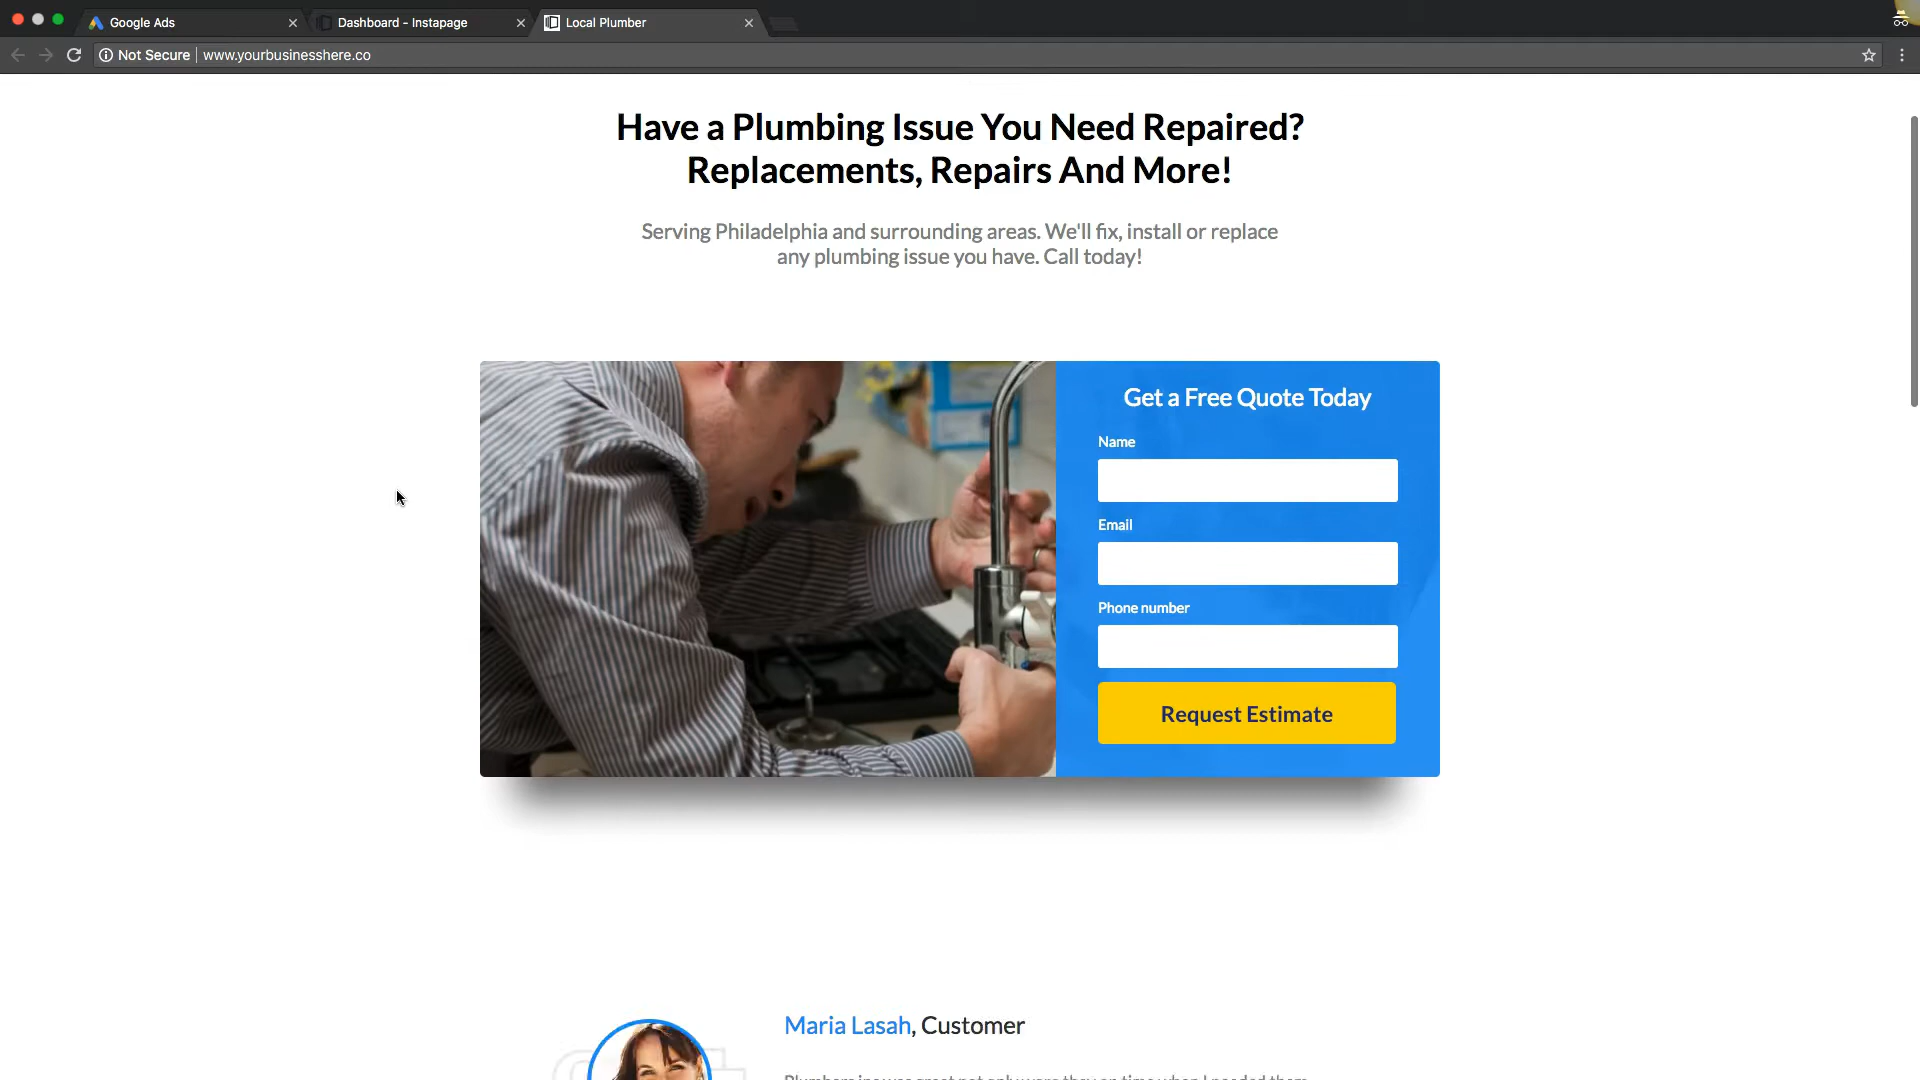 Google Ads
Dashboard - Instapage
Local Plumber
Not Secure
www.yourbusinesshere.co
Have a Plumbing Issue You Need Repaired?
Replacements, Repairs And More!
Serving Philadelphia and surrounding areas. We'll fix, install or replace
any plumbing issue you have. Call today!
Get a Free Quote Today
Name
Email
Phone number
Request Estimate
Maria Lasah, Customer